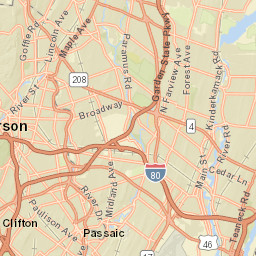 Goffle Rd
Lincoln Ave
Maple Ave
Paramus Rd
Garden State Pkwy
N Farview Ave
Forest Ave
Kinderkamack Rd
208
River St
Broadway
4
erson
River Rd
Main St
Cedar Ln
80
Midland Ave
River Dr
Paulison Ave
Clifton
Passaic
Teaneck Rd
46